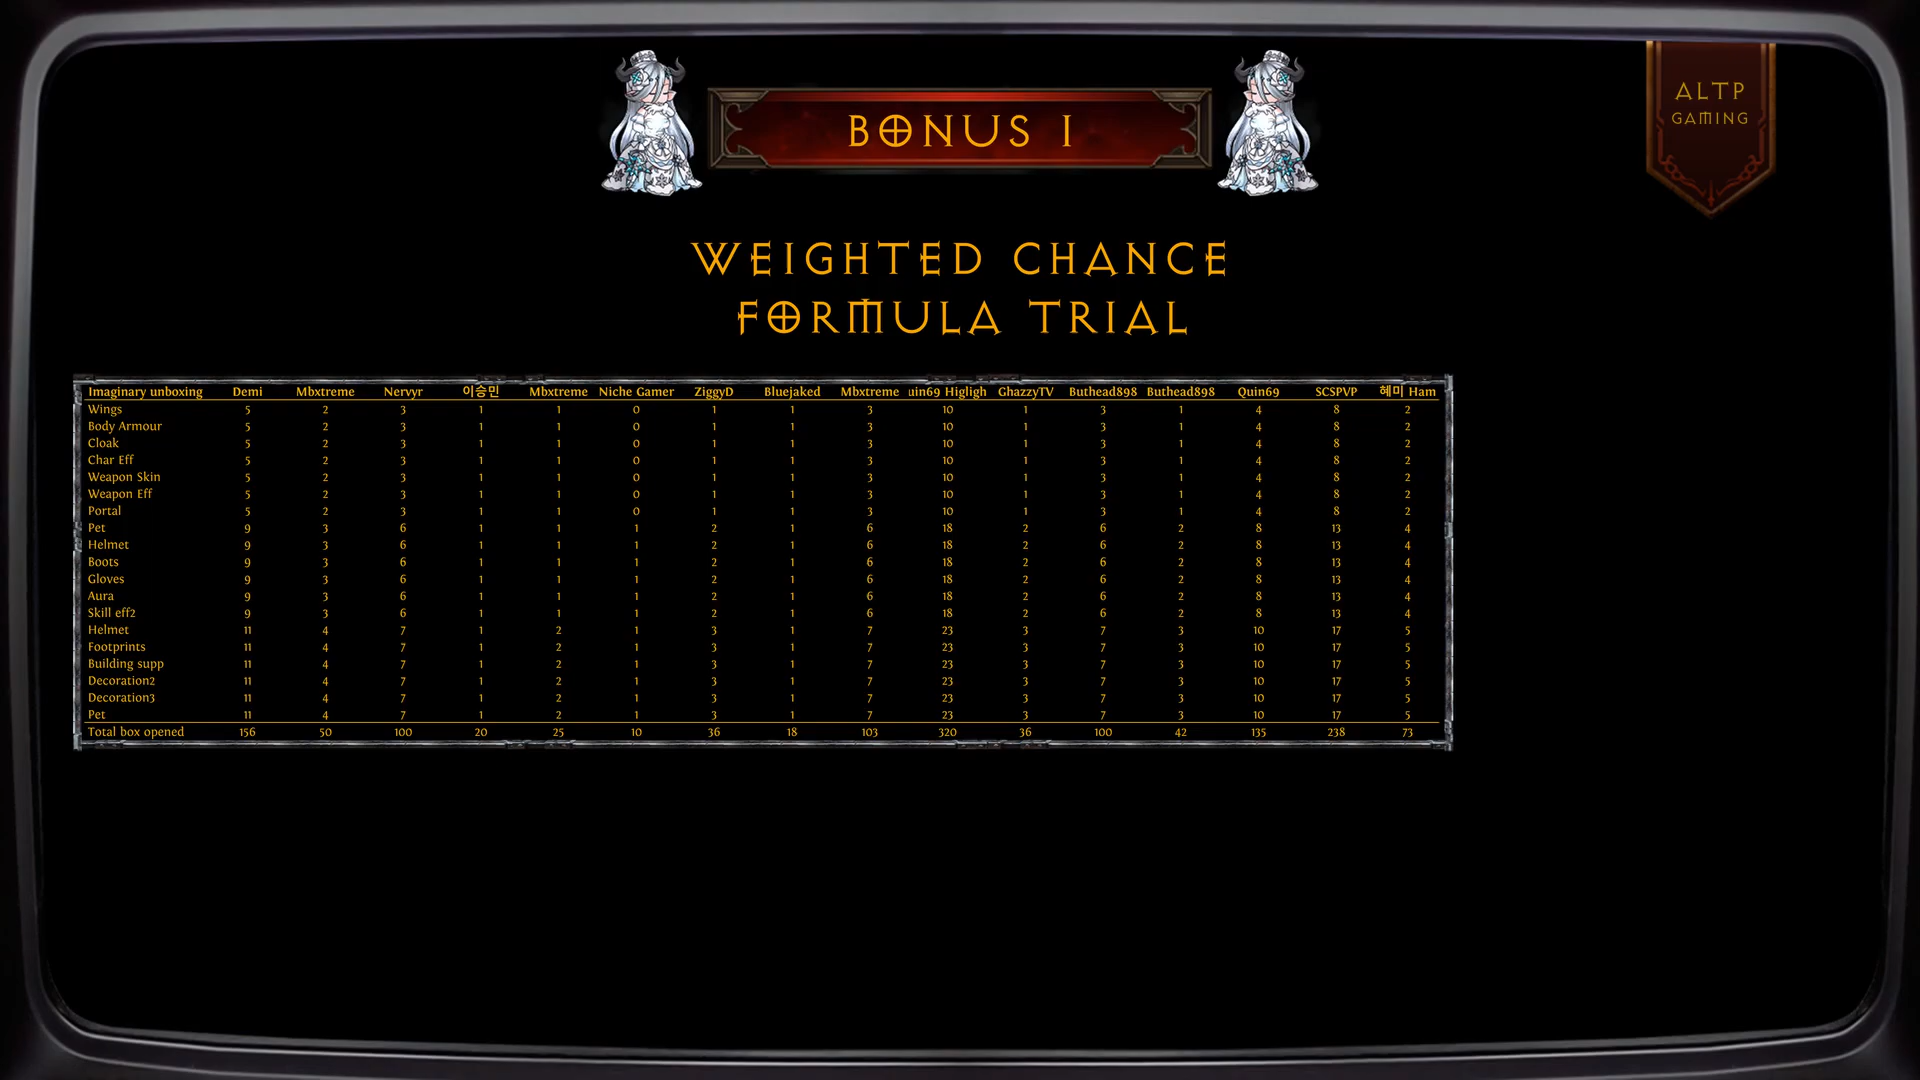 BONUS I
ALTP
GAMING
WEIGHTED CHANCE
FORMULA TRIAL
Imaginary unboxing Demi Mbxtreme Nervyr 이승민 Mbxtreme Niche Gamer ZiggyD Bluejaked Mbxtreme uin69 Higligh GhazzyTV Buthead898 Buthead898 Quin69 SCSPVP 혜미 Ham
Wings 5 2 3 1 1 0 1 1 3 10 1 3 1 4 8 2
Body Armour 5 2 3 1 1 0 1 1 3 10 1 3 1 4 8 2
Cloak 5 2 3 1 1 0 1 1 3 10 1 3 1 4 8 2
Char Eff 5 2 3 1 1 0 1 1 3 10 1 3 1 4 8 2
Weapon Skin 5 2 3 1 1 0 1 1 3 10 1 3 1 4 8 2
Weapon Eff 5 2 3 1 1 0 1 1 3 10 1 3 1 4 8 2
Portal 5 2 3 1 1 0 1 1 3 10 1 3 1 4 8 2
Pet 9 3 6 1 1 1 2 1 6 18 2 6 2 8 13 4
Helmet 9 3 6 1 1 1 2 1 6 18 2 6 2 8 13 4
Boots 9 3 6 1 1 1 2 1 6 18 2 6 2 8 13 4
Gloves 9 3 6 1 1 1 2 1 6 18 2 6 2 8 13 4
Aura 9 3 6 1 1 1 2 1 6 18 2 6 2 8 13 4
Skill eff2 9 3 6 1 1 1 2 1 6 18 2 6 2 8 13 4
Helmet 11 4 7 1 2 1 3 1 7 23 3 7 3 10 17 5
Footprints 11 4 7 1 2 1 3 1 7 23 3 7 3 10 17 5
Building supp 11 4 7 1 2 1 3 1 7 23 3 7 3 10 17 5
Decoration2 11 4 7 1 2 1 3 1 7 23 3 7 3 10 17 5
Decoration3 11 4 7 1 2 1 3 1 7 23 3 7 3 10 17 5
Pet 11 4 7 1 2 1 3 1 7 23 3 7 3 10 17 5
Total box opened 156 50 100 20 25 10 36 18 103 320 36 100 42 135 238 73